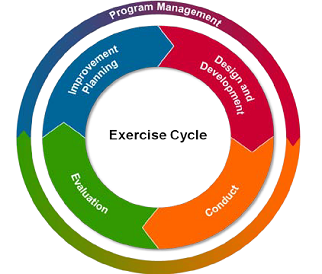 Program Management
Improvement
Planning
Design and
Development
Exercise Cycle
Evaluation
Conduct